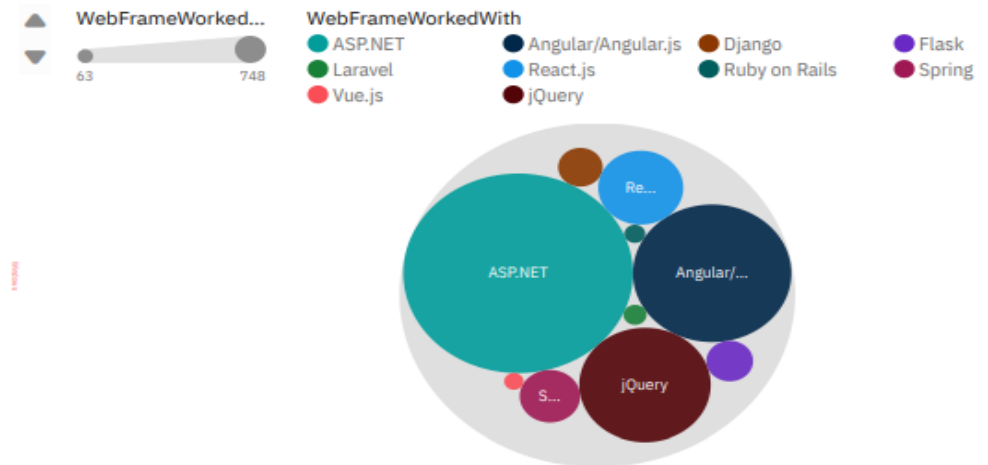 WebFrameWorked...
63 748
WebFrameWorkedWith
ASP.NET Angular/Angular.js Django Flask
Laravel React.js Ruby on Rails Spring
Vue.js jQuery
Re...
ASP.NET Angular/...
jQuery
S...